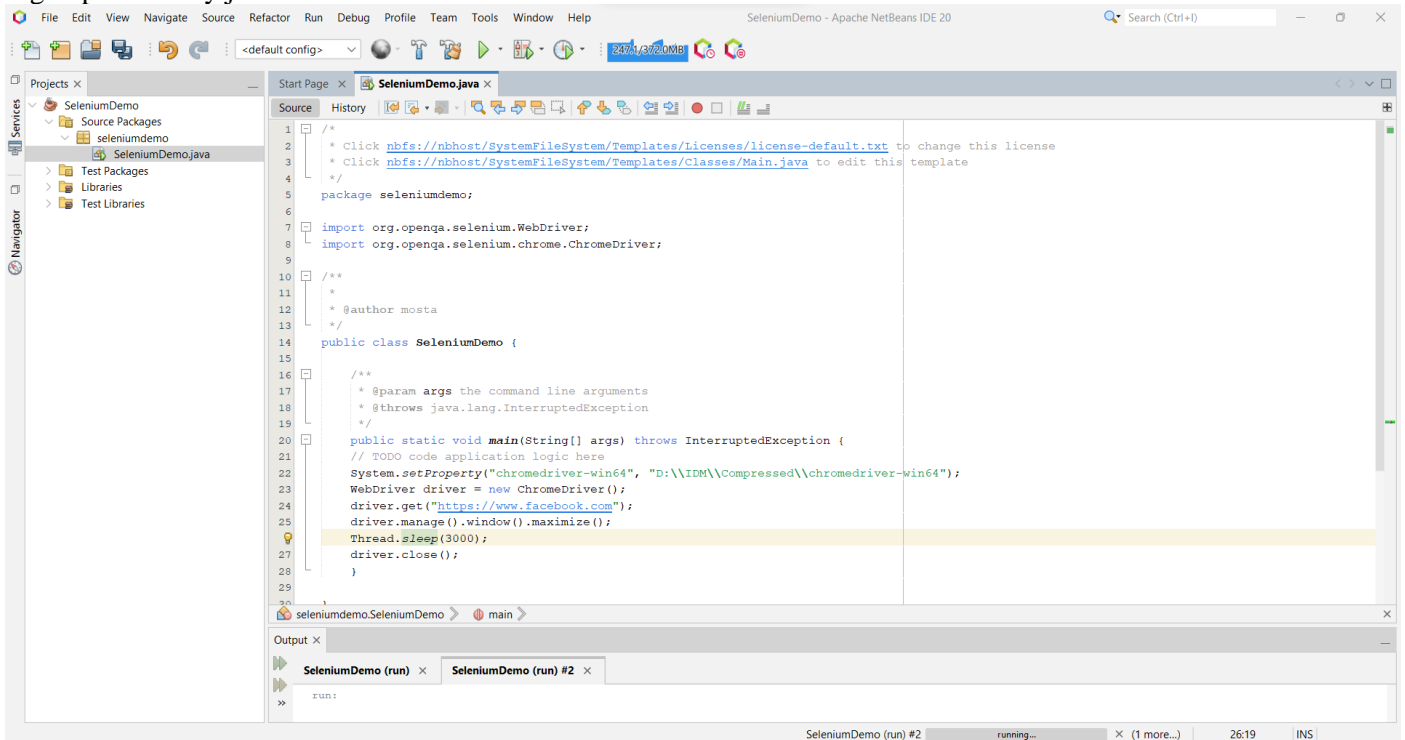 File Edit View Navigate Source Refactor Run Debug Profile Team Tools Window Help
SeleniumDemo - Apache NetBeans IDE 20
Search (Ctrl+I)
<default config>
247.1/372.0MB
Projects
Start Page
SeleniumDemo.java
Services
Navigator
SeleniumDemo
Source Packages
seleniumdemo
SeleniumDemo.java
Test Packages
Libraries
Test Libraries
Source History
1 /*
2 * Click nbfs://nbhost/SystemFileSystem/Templates/Licenses/license-default.txt to change this license
3 * Click nbfs://nbhost/SystemFileSystem/Templates/Classes/Main.java to edit this template
4 */
5 package seleniumdemo;
6
7 import org.openqa.selenium.WebDriver;
8 import org.openqa.selenium.chrome.ChromeDriver;
9
10 /**
11 *
12 * @author mosta
13 */
14 public class SeleniumDemo {
15
16 /**
17 * @param args the command line arguments
18 * @throws java.lang.InterruptedException
19 */
20 public static void main(String[] args) throws InterruptedException {
21 // TODO code application logic here
22 System.setProperty("chromedriver-win64", "D:\\IDM\\Compressed\\chromedriver-win64");
23 WebDriver driver = new ChromeDriver();
24 driver.get("https://www.facebook.com");
25 driver.manage().window().maximize();
Thread.sleep(3000);
27 driver.close();
28 }
29
seleniumdemo.SeleniumDemo
main
Output
SeleniumDemo (run)
SeleniumDemo (run) #2
run:
SeleniumDemo (run) #2 running... (1 more...) 26:19 INS